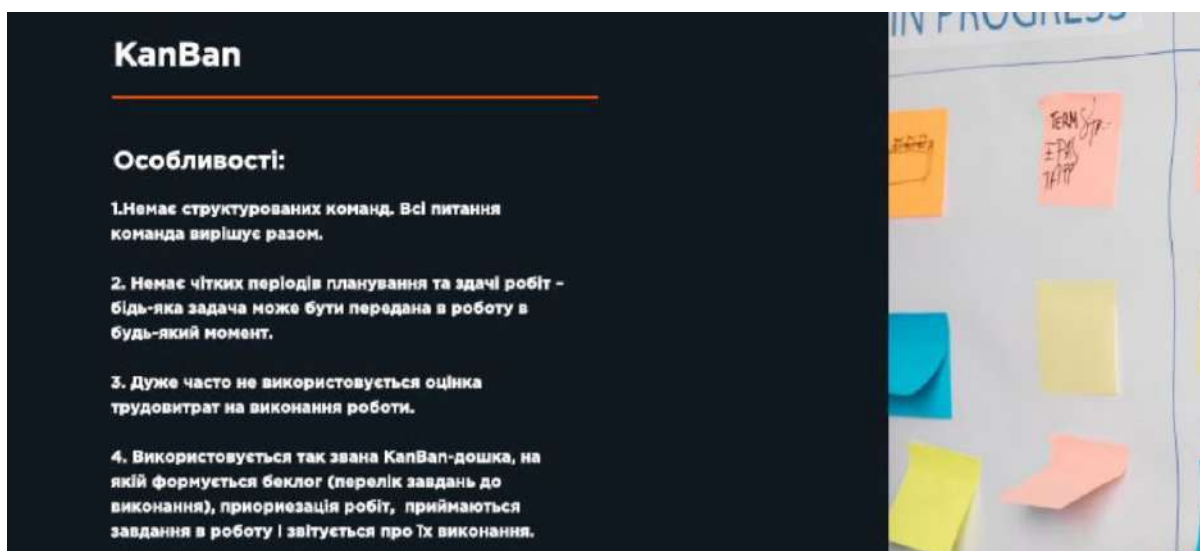 KanBan
Особливості:
1.Немає структурованих команд. Всі питання
команда вирішує разом.
2. Немає чітких періодів планування та здачі робіт –
бідь-яка задача може бути передана в роботу в
будь-який момент.
3. Дуже часто не використовується оцінка
трудовитрат на виконання роботи.
4. Використовується так звана KanBan-дошка, на
якій формується беклог (перелік завдань до
виконання), приориезація робіт, приймаються
завдання в роботу і звітується про їх виконання.
IN PROGRESS
TERM